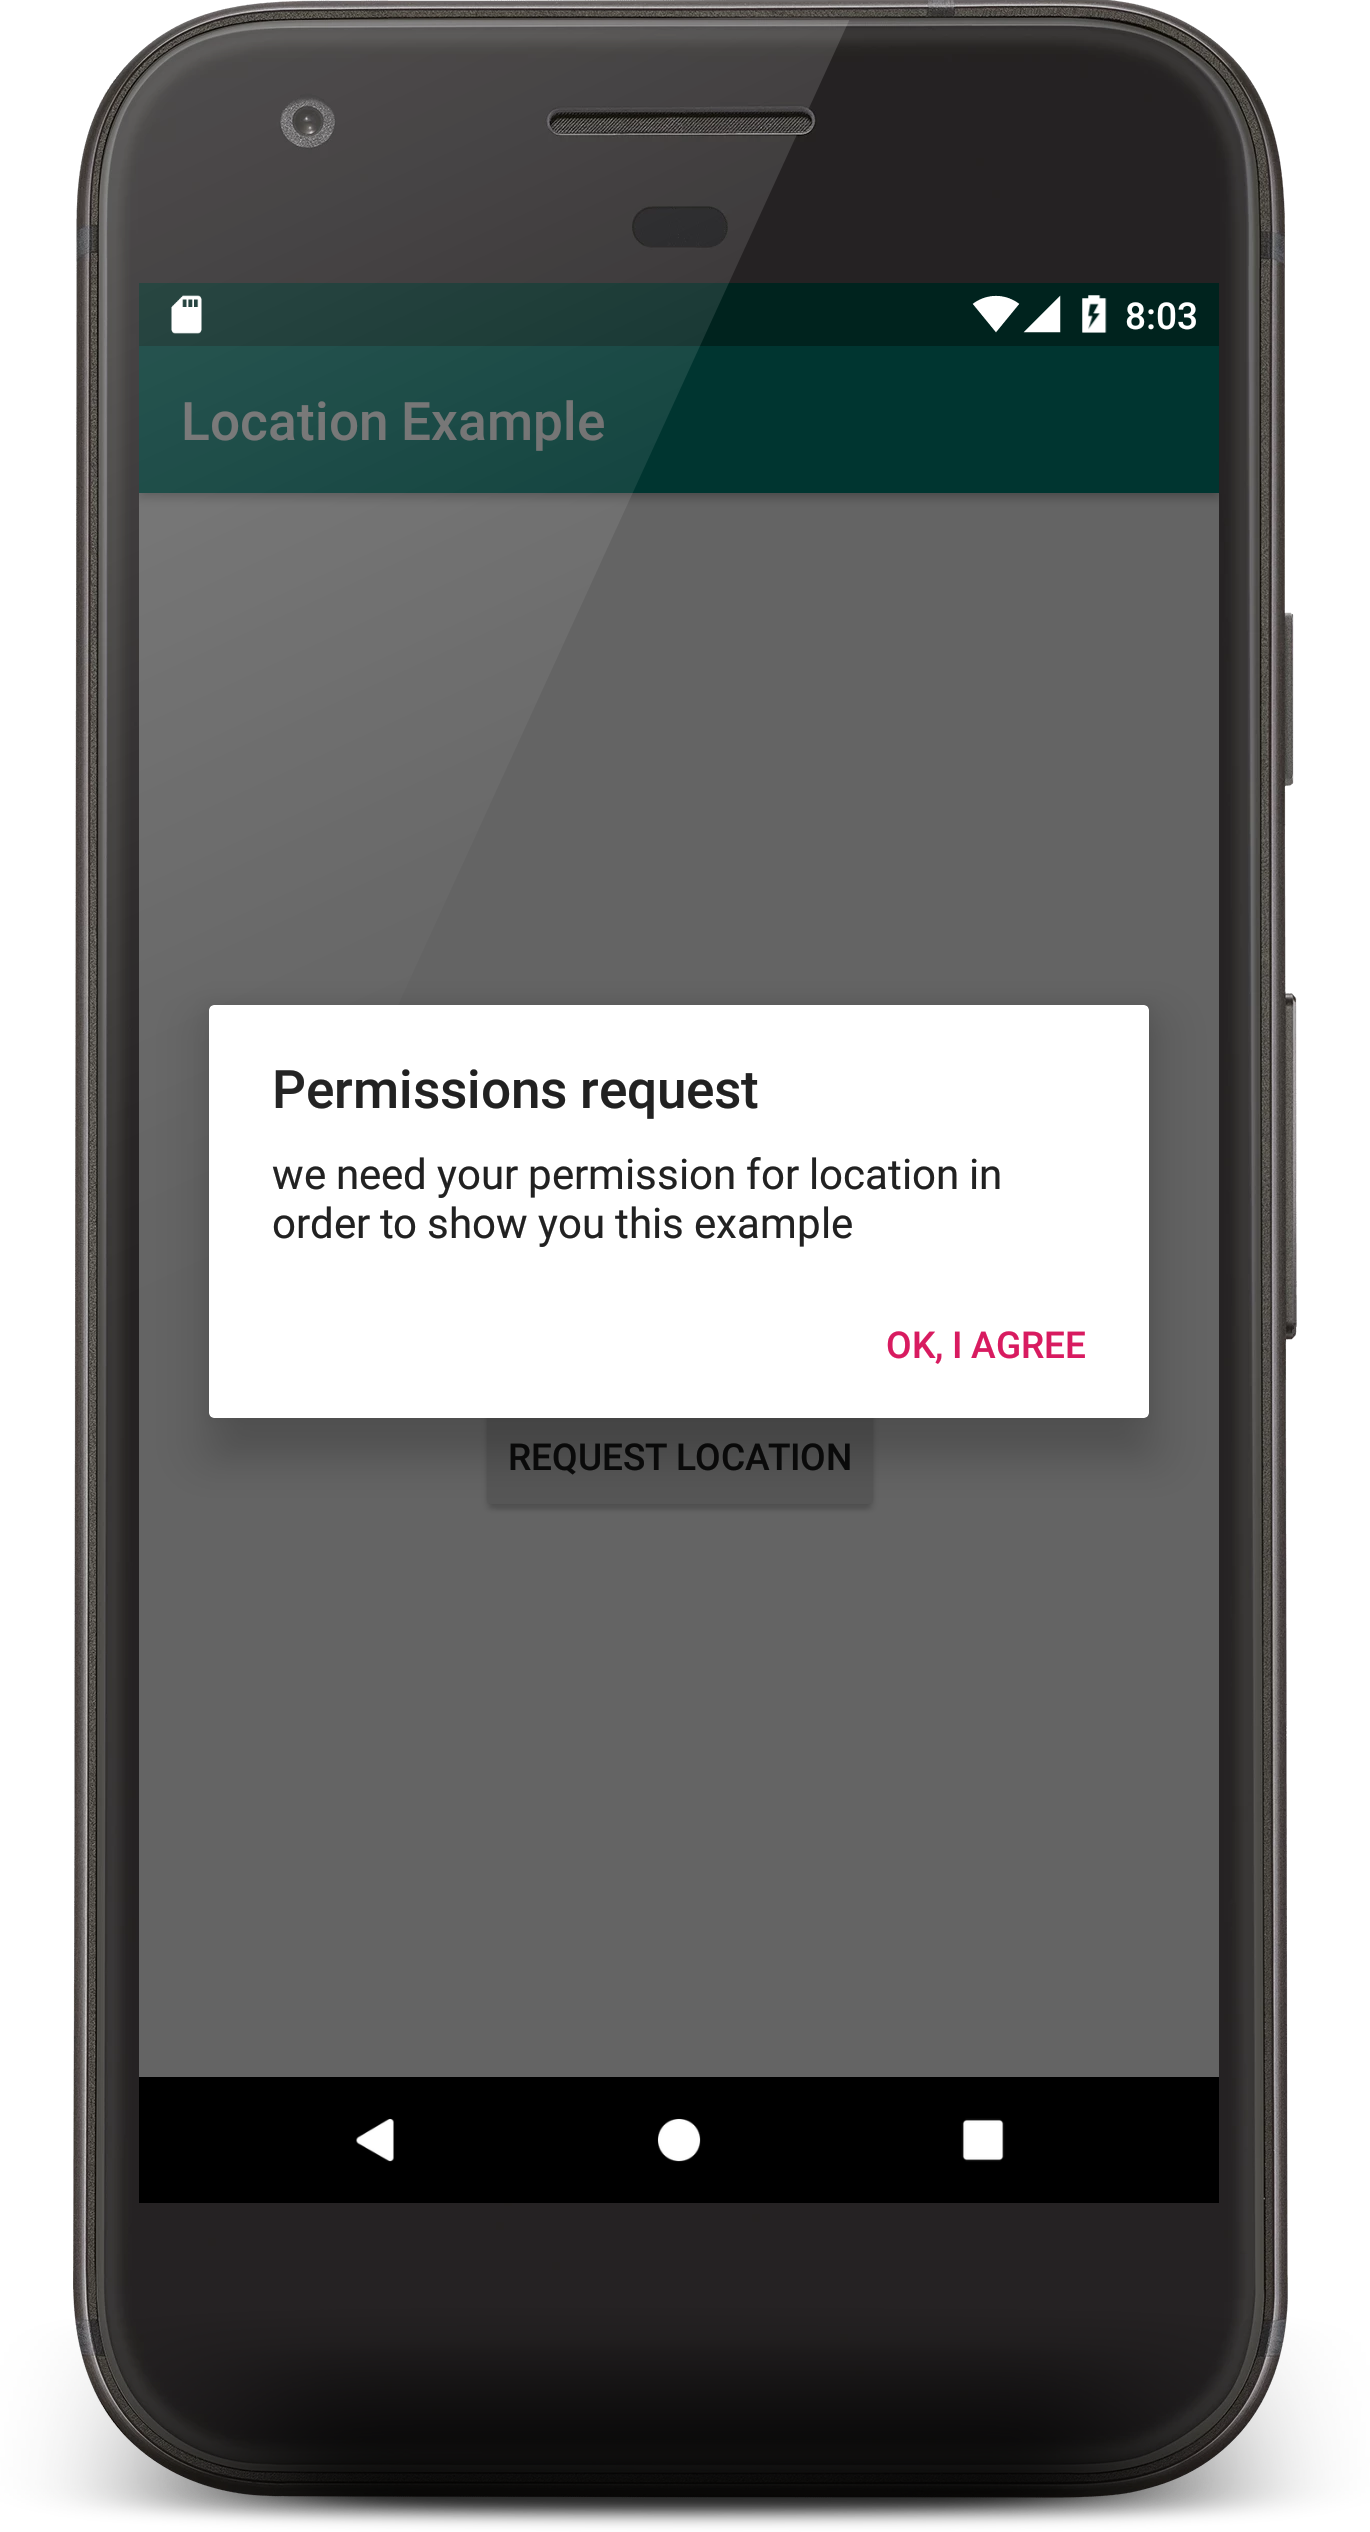 8:03
Location Example
Permissions request
we need your permission for location in
order to show you this example
OK, I AGREE
REQUEST LOCATION